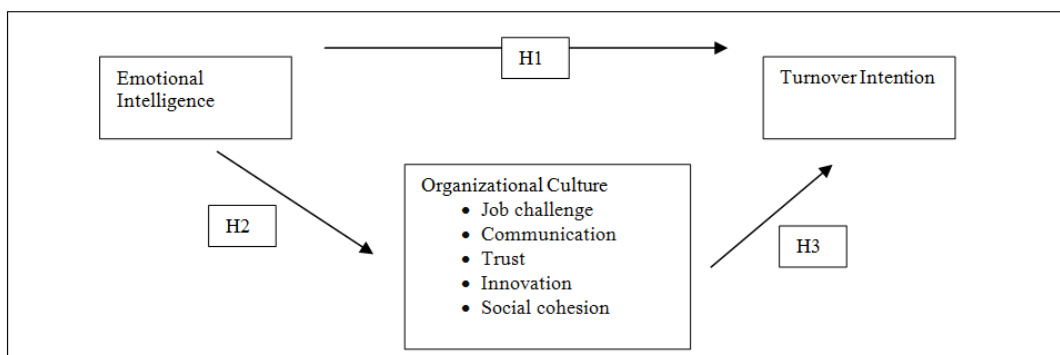 H1
Emotional
Intelligence
Turnover Intention
Organizational Culture
• Job challenge
• Communication
• Trust
• Innovation
• Social cohesion
H2
H3